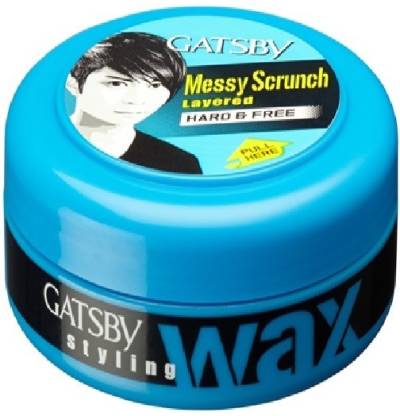 GATSBY
Messy Scrunch
Layered
HARD & FREE
PULL
HERE
GATSBY
styling
wax